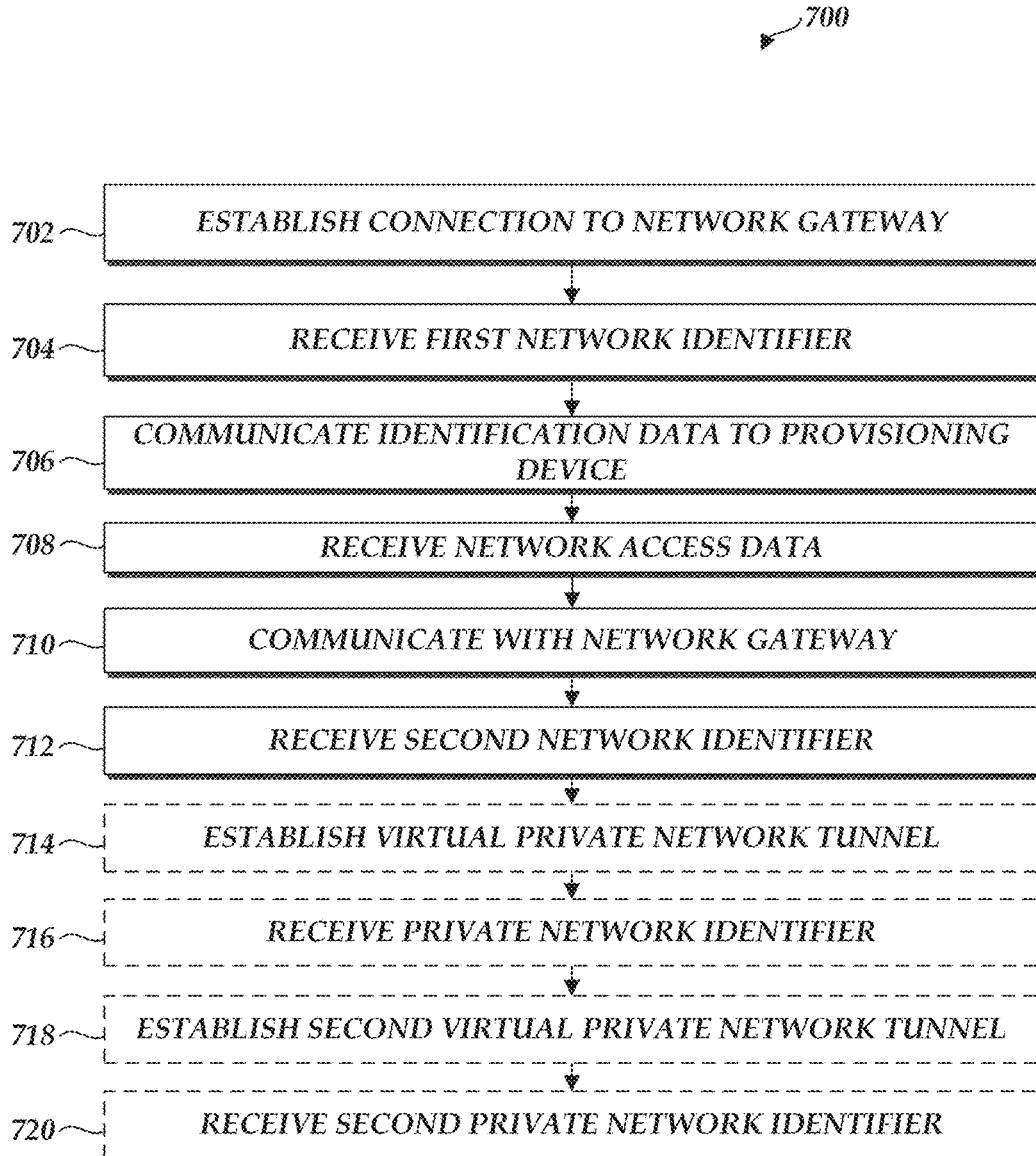 700
702
ESTABLISH CONNECTION TO NETWORK GATEWAY
704
RECEIVE FIRST NETWORK IDENTIFIER
706
COMMUNICATE IDENTIFICATION DATA TO PROVISIONING
DEVICE
708
RECEIVE NETWORK ACCESS DATA
710
COMMUNICATE WITH NETWORK GATEWAY
712
RECEIVE SECOND NETWORK IDENTIFIER
714
ESTABLISH VIRTUAL PRIVATE NETWORK TUNNEL
716
RECEIVE PRIVATE NETWORK IDENTIFIER
718
ESTABLISH SECOND VIRTUAL PRIVATE NETWORK TUNNEL
720
RECEIVE SECOND PRIVATE NETWORK IDENTIFIER